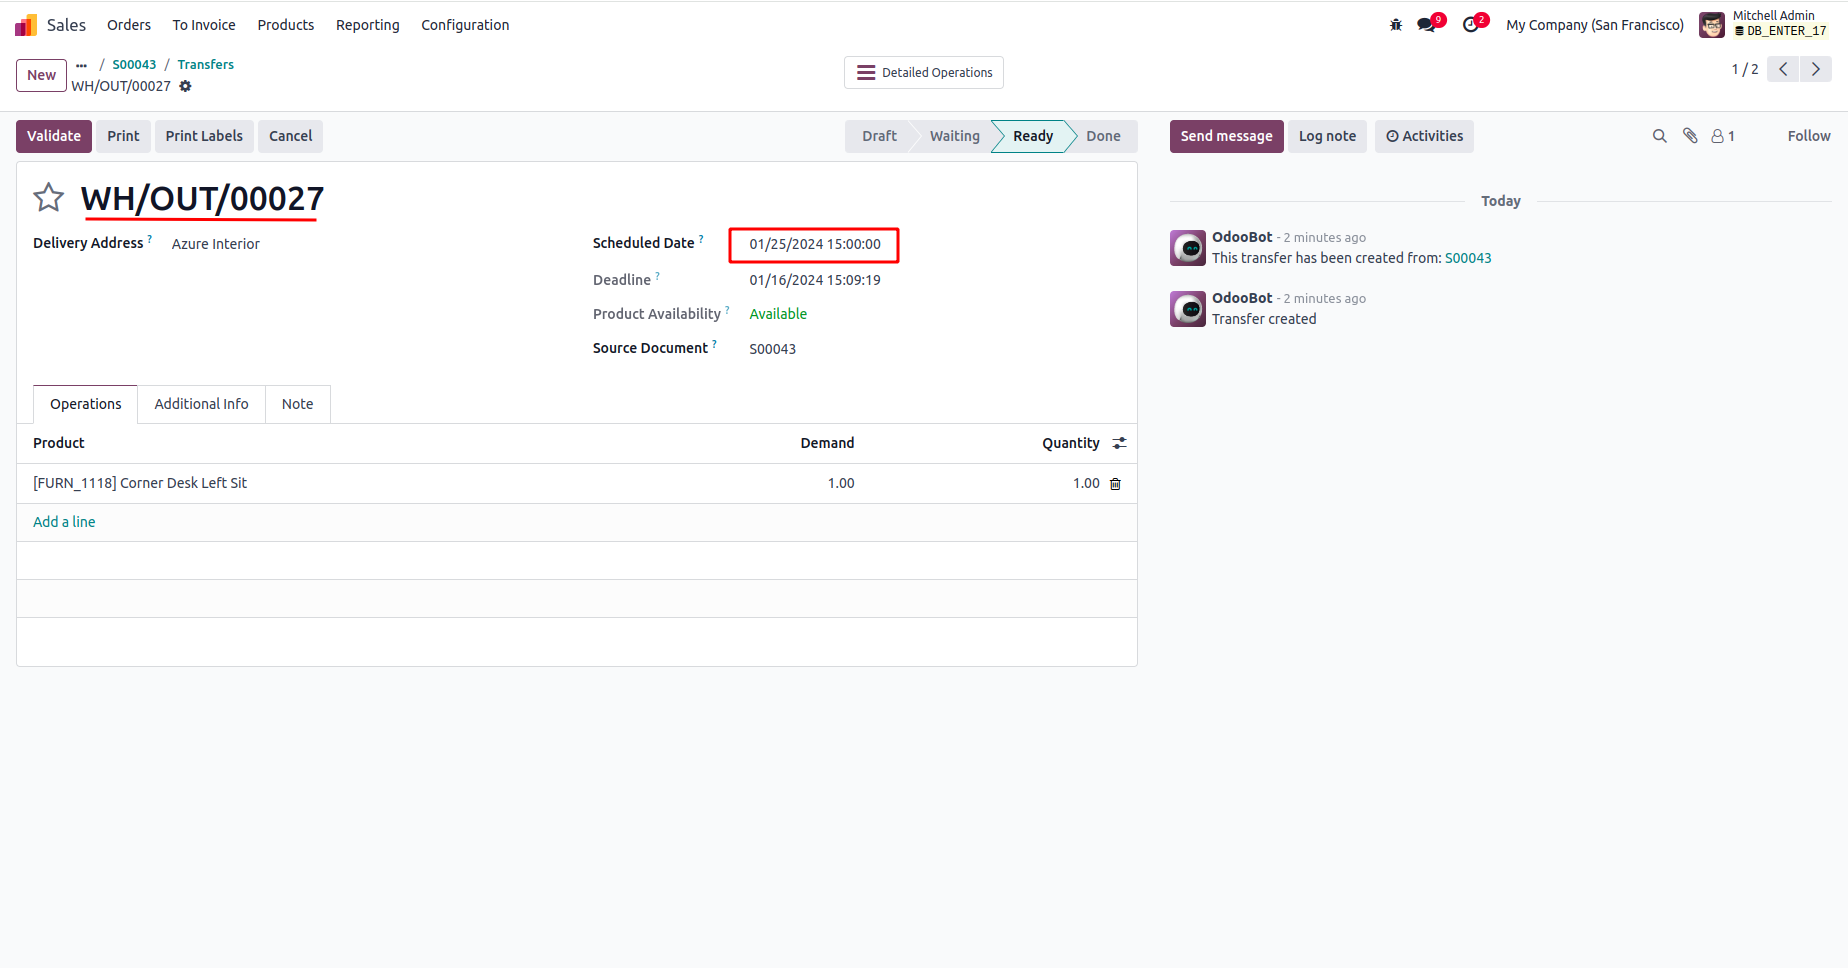 Sales Orders To Invoice Products Reporting Configuration 9 2 My Company (San Francisco) Mitchell Admin
DB_ENTER_17
New ... / S00043 / Transfers
WH/OUT/00027
Detailed Operations
1 / 2
Validate Print Print Labels Cancel Draft Waiting Ready Done
Send message Log note Activities 1 Follow
WH/OUT/00027
Delivery Address ? Azure Interior
Scheduled Date ? 01/25/2024 15:00:00
Deadline ? 01/16/2024 15:09:19
Product Availability ? Available
Source Document ? S00043
Operations Additional Info Note
Product Demand Quantity
[FURN_1118] Corner Desk Left Sit 1.00 1.00
Add a line
Today
OdooBot - 2 minutes ago
This transfer has been created from: S00043
OdooBot - 2 minutes ago
Transfer created